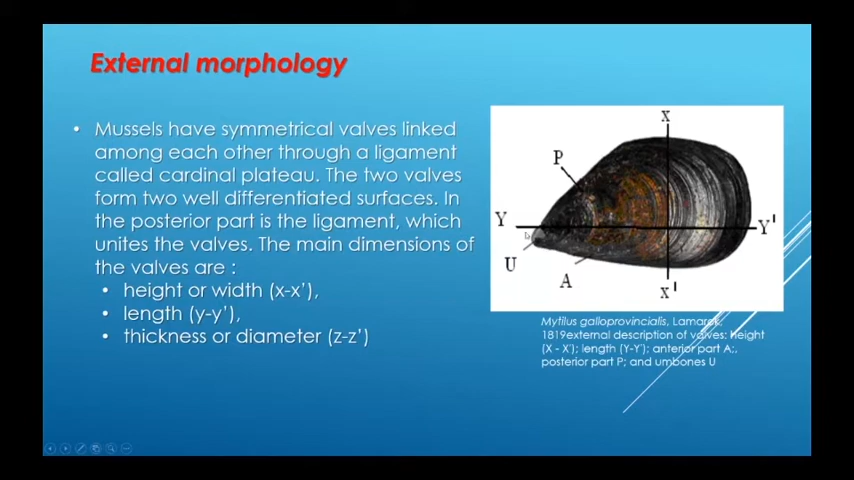 External morphology
• Mussels have symmetrical valves linked
among each other through a ligament
called cardinal plateau. The two valves
form two well differentiated surfaces. In
the posterior part is the ligament, which
unites the valves. The main dimensions of
the valves are :
• height or width (x-x’),
• length (y-y’),
• thickness or diameter (z-z’)
x
P
Y
Y'
U
A
x'
Mytilus galloprovincialis, Lamarck,
1819external description of valves: height
(X - X'); length (Y-Y'); anterior part A;,
posterior part P; and umbones U